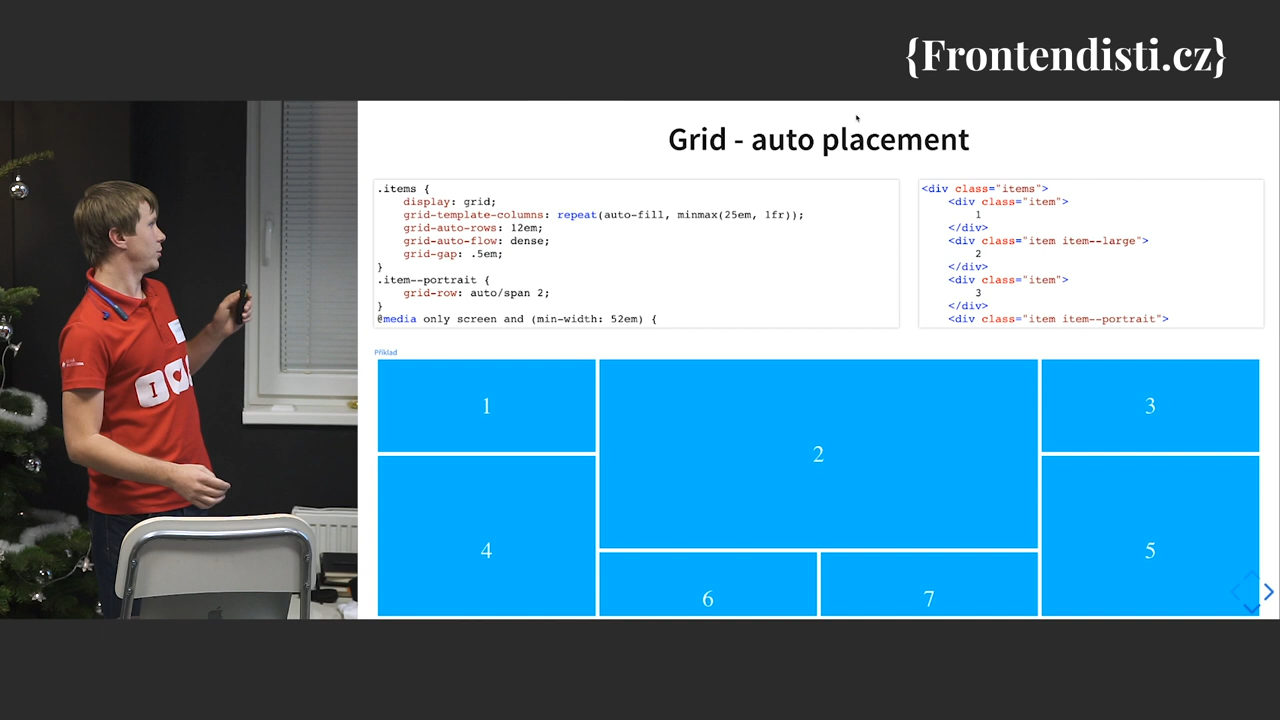 {Frontendisti.cz}
Grid - auto placement
.items {
    display: grid;
    grid-template-columns: repeat(auto-fill, minmax(25em, 1fr));
    grid-auto-rows: 12em;
    grid-auto-flow: dense;
    grid-gap: .5em;
}
.item--portrait {
    grid-row: auto/span 2;
}
@media only screen and (min-width: 52em) {
<div class="items">
    <div class="item">
        1
    </div>
    <div class="item item--large">
        2
    </div>
    <div class="item">
        3
    </div>
    <div class="item item--portrait">
Příklad
1
2
3
4
5
6
7